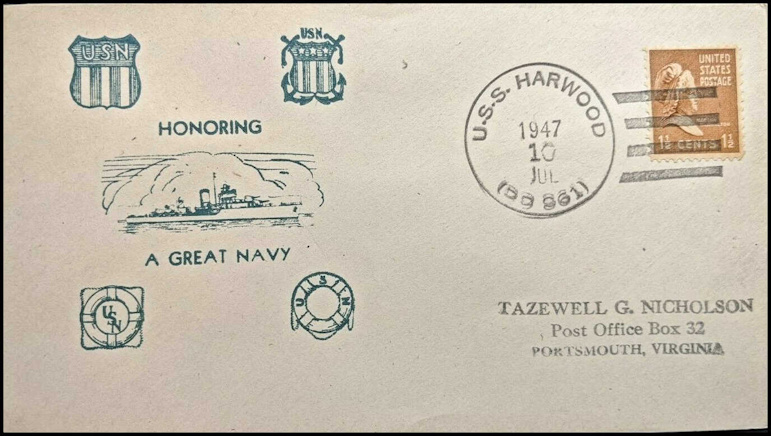 USN
USN
HONORING
A GREAT NAVY
USN
USN
U.S.S. HARWOOD
1947
10
JUL
(DD 861)
UNITED
STATES
POSTAGE
1½ CENTS 1½
TAZEWELL G. NICHOLSON
Post Office Box 32
PORTSMOUTH, VIRGINIA